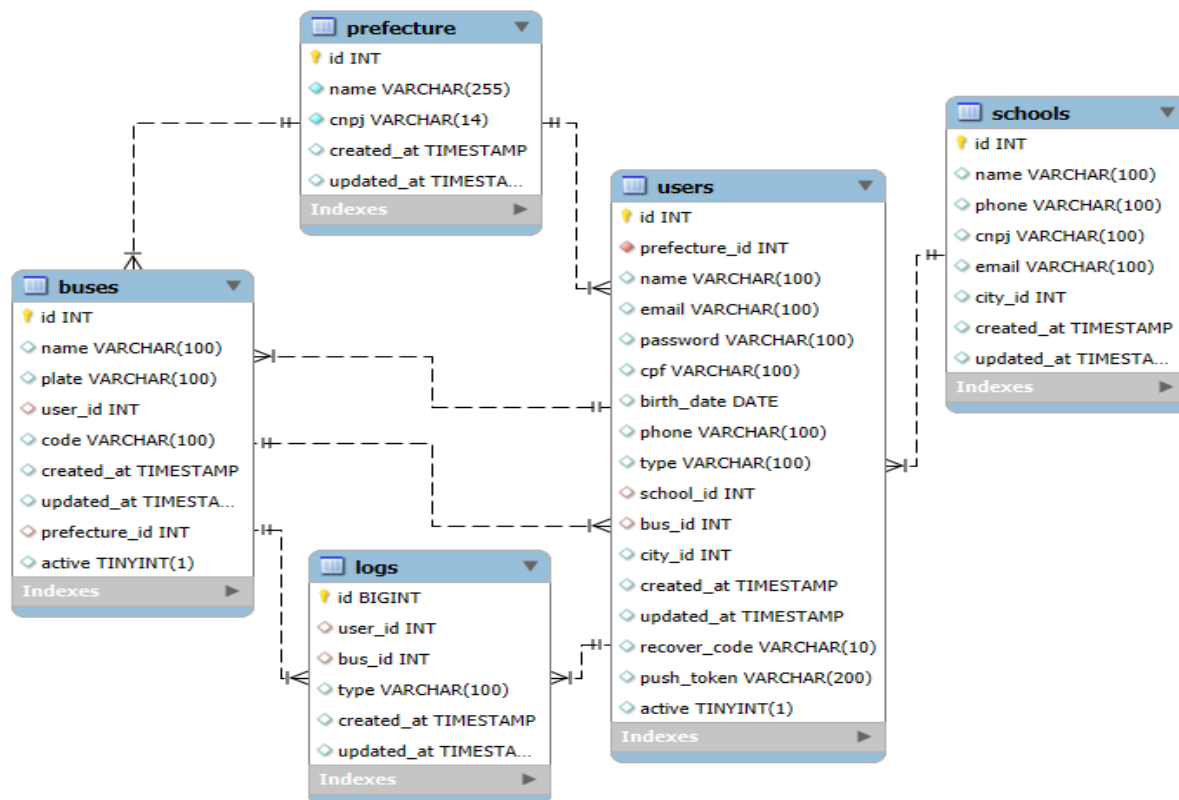 prefecture
id INT
name VARCHAR(255)
cnpj VARCHAR(14)
created_at TIMESTAMP
updated_at TIMESTA...
Indexes
schools
id INT
name VARCHAR(100)
phone VARCHAR(100)
cnpj VARCHAR(100)
email VARCHAR(100)
city_id INT
created_at TIMESTAMP
updated_at TIMESTA...
Indexes
users
id INT
prefecture_id INT
name VARCHAR(100)
email VARCHAR(100)
password VARCHAR(100)
cpf VARCHAR(100)
birth_date DATE
phone VARCHAR(100)
type VARCHAR(100)
school_id INT
bus_id INT
city_id INT
created_at TIMESTAMP
updated_at TIMESTAMP
recover_code VARCHAR(10)
push_token VARCHAR(200)
active TINYINT(1)
Indexes
buses
id INT
name VARCHAR(100)
plate VARCHAR(100)
user_id INT
code VARCHAR(100)
created_at TIMESTAMP
updated_at TIMESTA...
prefecture_id INT
active TINYINT(1)
Indexes
logs
id BIGINT
user_id INT
bus_id INT
type VARCHAR(100)
created_at TIMESTAMP
updated_at TIMESTA...
Indexes